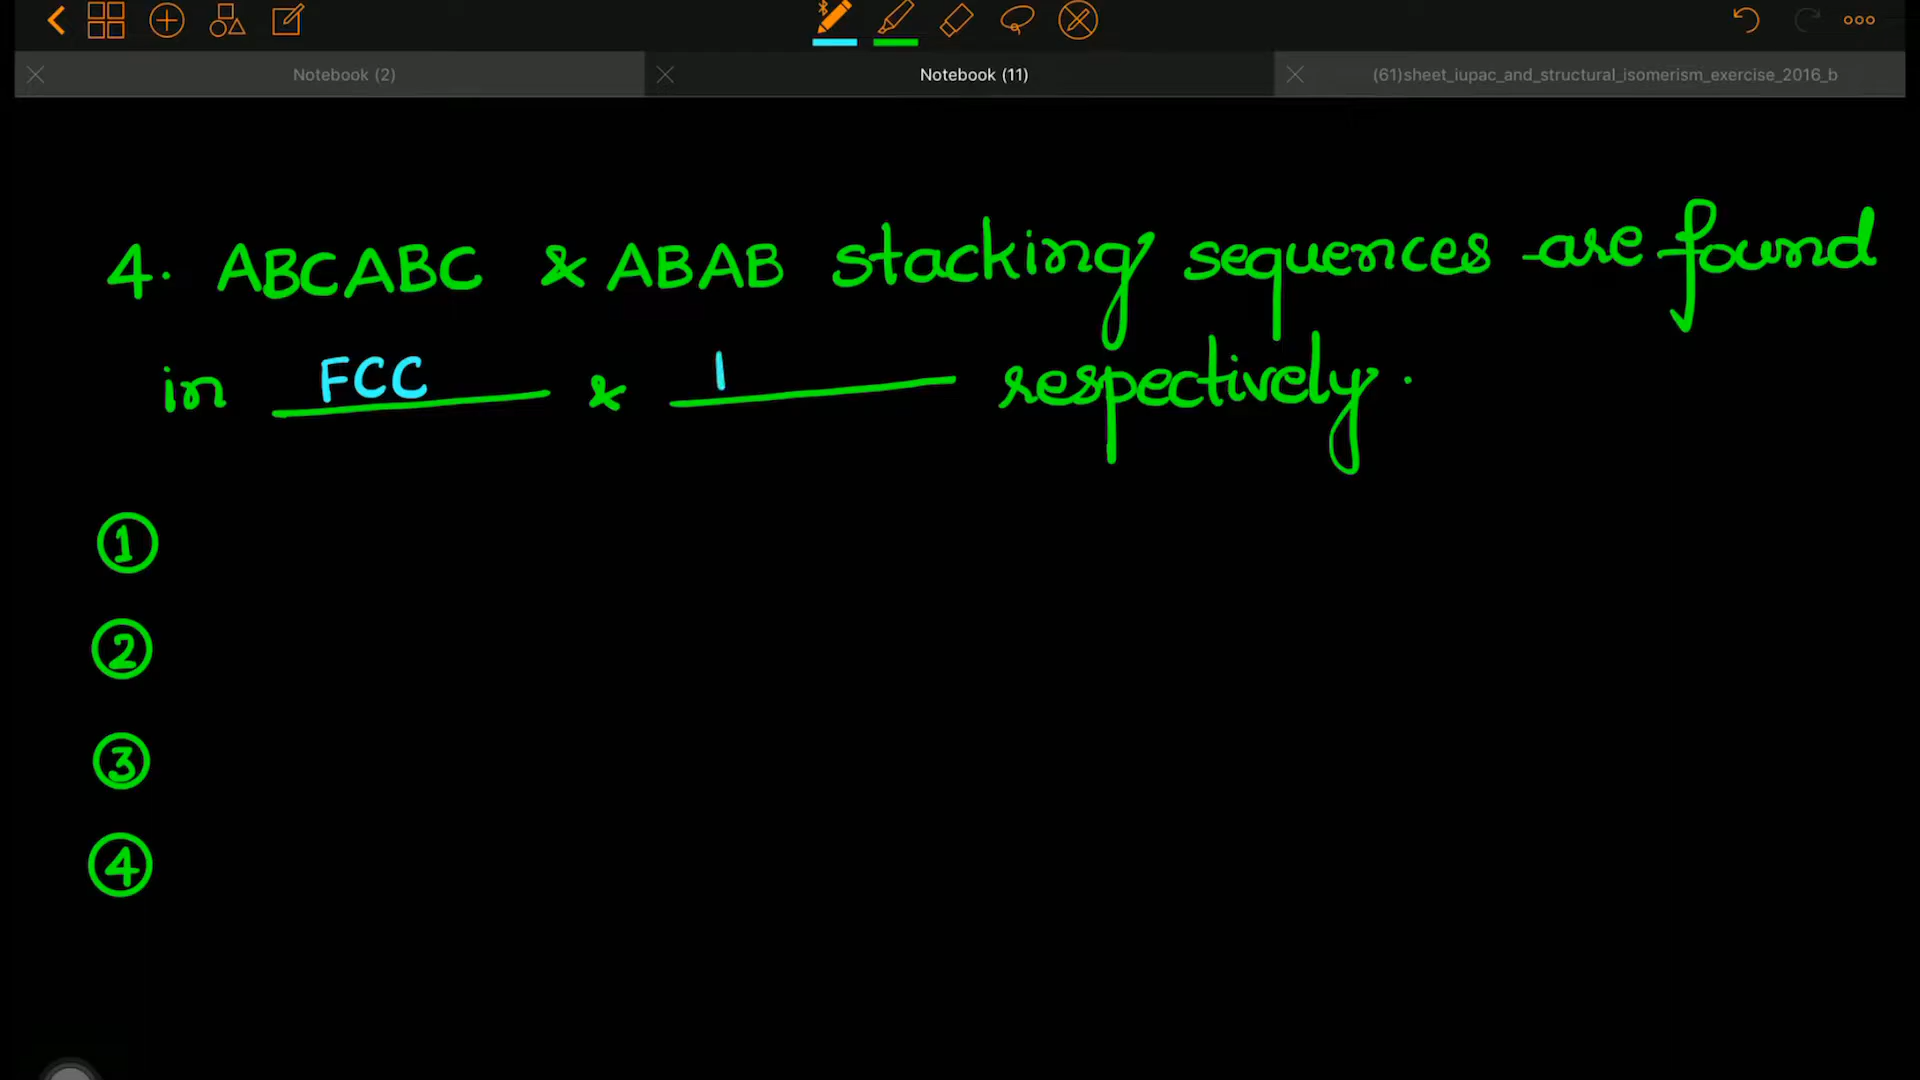 Notebook (2) Notebook (11) (61)sheet_iupac_and_structural_isomerism_exercise_2016_b
4. ABCABC & ABAB stacking sequences are found
in FCC & l respectively.
1
2
3
4